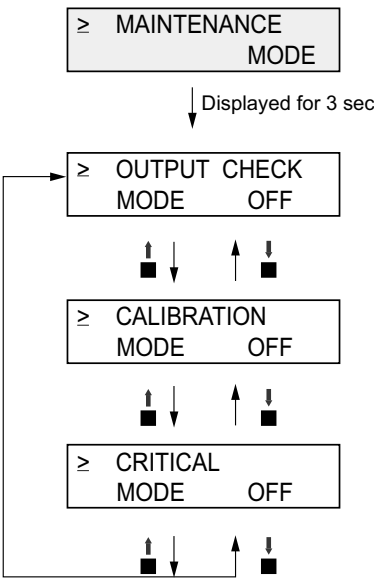 ≥ MAINTENANCE
MODE
Displayed for 3 sec
≥ OUTPUT CHECK
MODE OFF
≥ CALIBRATION
MODE OFF
≥ CRITICAL
MODE OFF